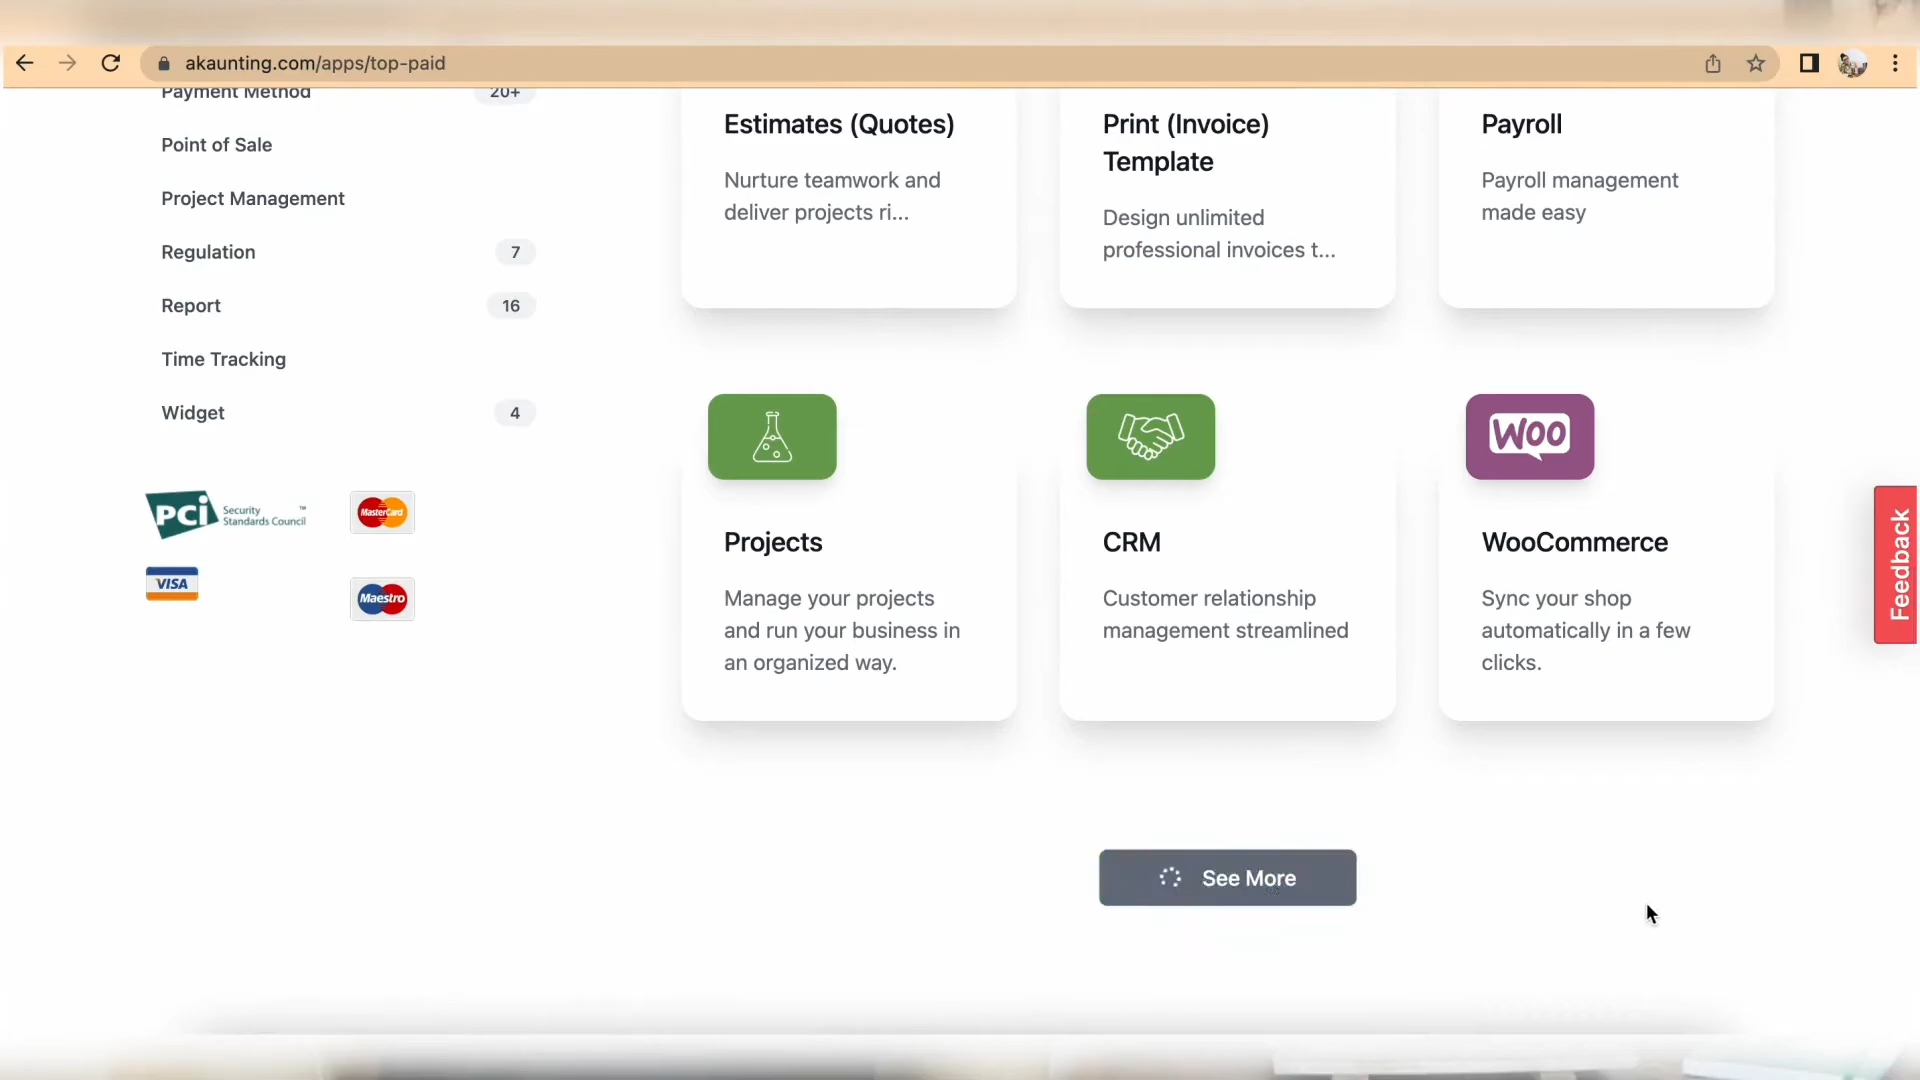 akaunting.com/apps/top-paid
Payment Method 20+
Point of Sale
Project Management
Regulation 7
Report 16
Time Tracking
Widget 4
PCi Security
Standards Council™
MasterCard
VISA
Maestro
Estimates (Quotes)
Nurture teamwork and
deliver projects ri...
Print (Invoice)
Template
Design unlimited
professional invoices t...
Payroll
Payroll management
made easy
Projects
Manage your projects
and run your business in
an organized way.
CRM
Customer relationship
management streamlined
WOO
WooCommerce
Sync your shop
automatically in a few
clicks.
See More
Feedback